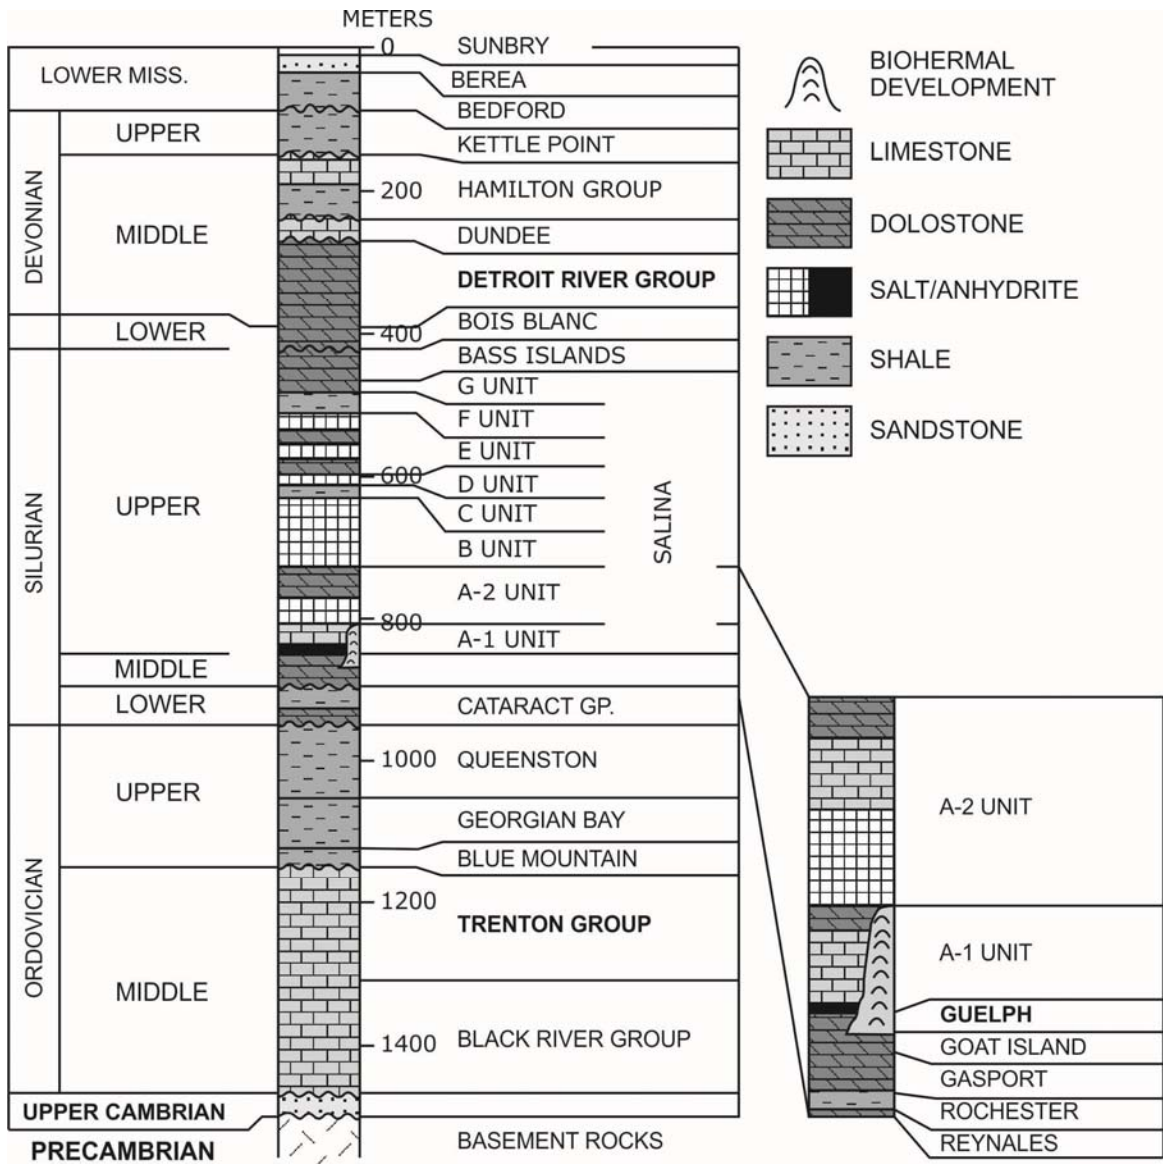 METERS
0
SUNBRY
LOWER MISS.
BEREA
BEDFORD
UPPER
KETTLE POINT
DEVONIAN
200
HAMILTON GROUP
MIDDLE
DUNDEE
DETROIT RIVER GROUP
LOWER
400
BOIS BLANC
BASS ISLANDS
G UNIT
F UNIT
E UNIT
600
D UNIT
SILURIAN
UPPER
C UNIT
SALINA
B UNIT
A-2 UNIT
800
A-1 UNIT
MIDDLE
LOWER
CATARACT GP.
1000
QUEENSTON
UPPER
GEORGIAN BAY
BLUE MOUNTAIN
ORDOVICIAN
1200
TRENTON GROUP
MIDDLE
1400
BLACK RIVER GROUP
UPPER CAMBRIAN
PRECAMBRIAN
BASEMENT ROCKS
BIOHERMAL
DEVELOPMENT
LIMESTONE
DOLOSTONE
SALT/ANHYDRITE
SHALE
SANDSTONE
A-2 UNIT
A-1 UNIT
GUELPH
GOAT ISLAND
GASPORT
ROCHESTER
REYNALES